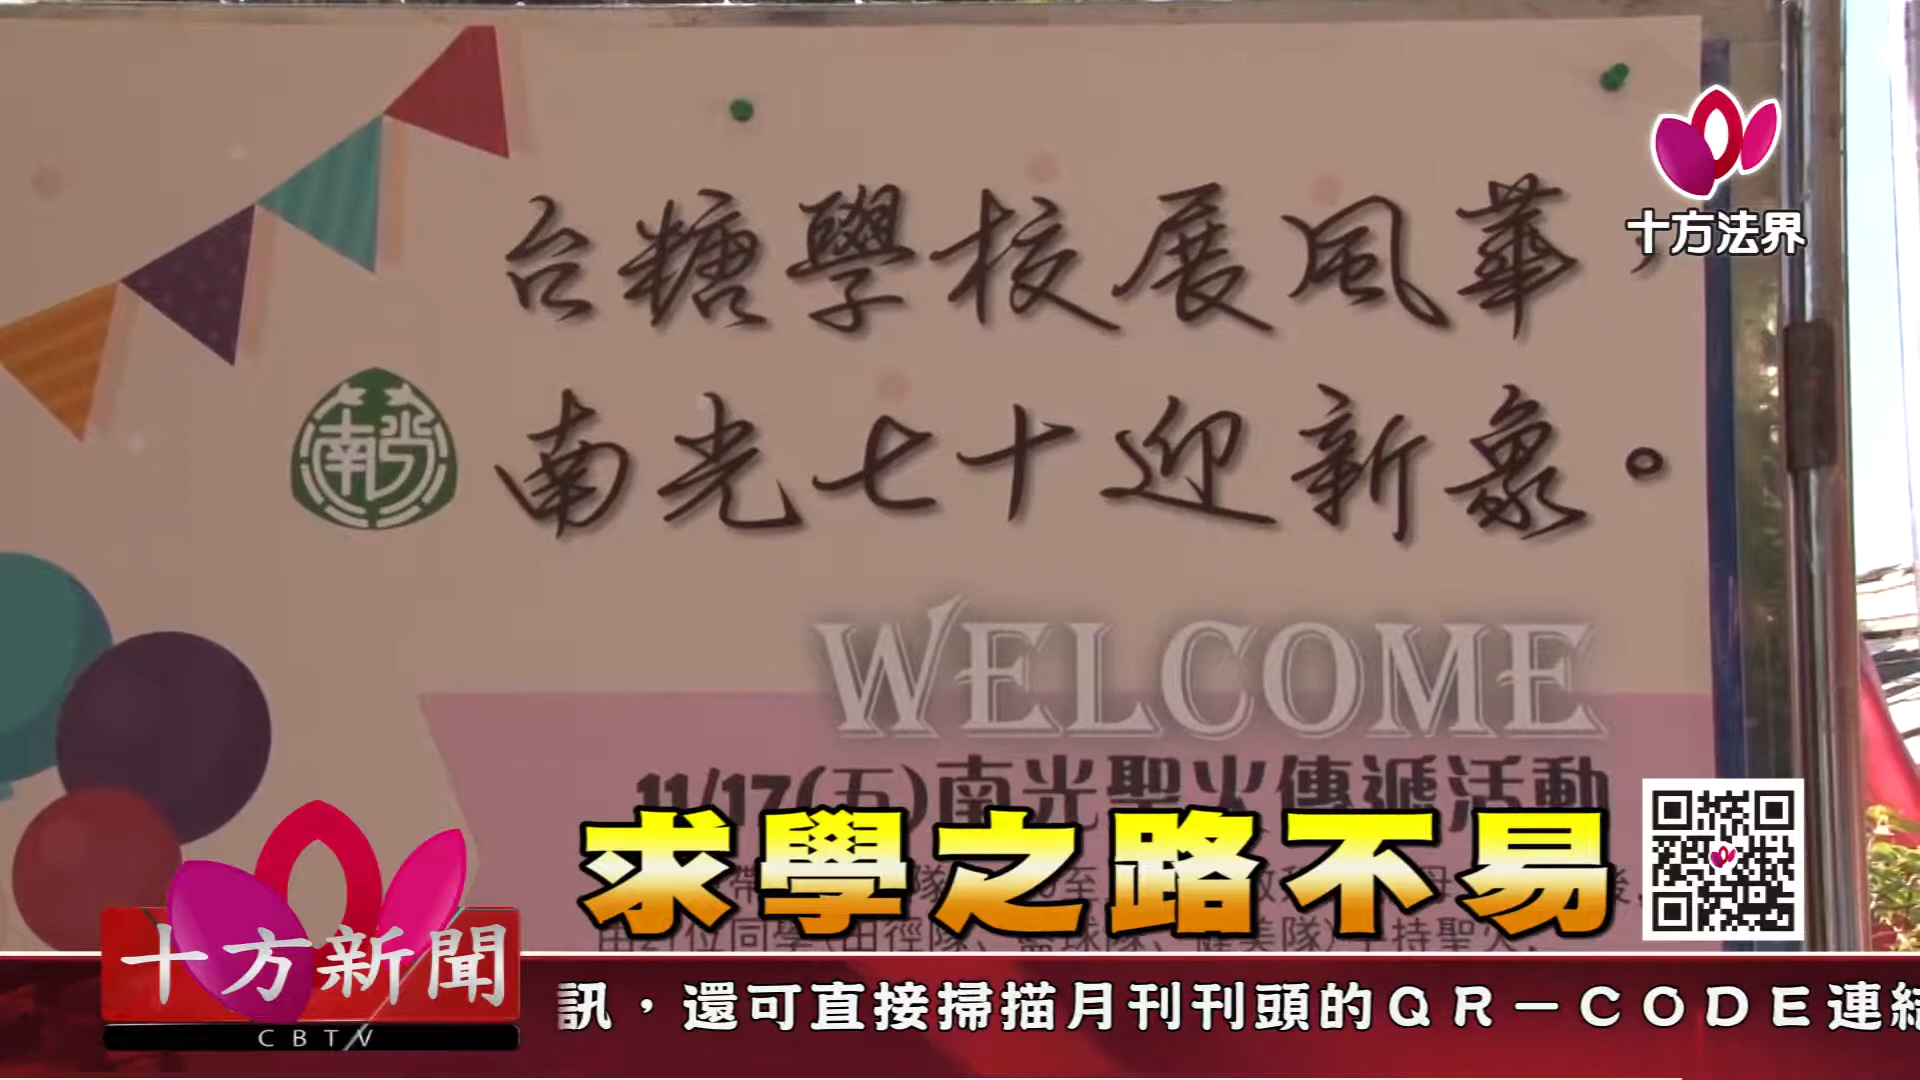 十方法界
台糖學校展風華，
南光
南光七十迎新象。
WELCOME
11/17(五)南光聖火傳遞活動
求學之路不易
十方新聞
CBTV
訊，還可直接掃描月刊刊頭的QR－CODE連結